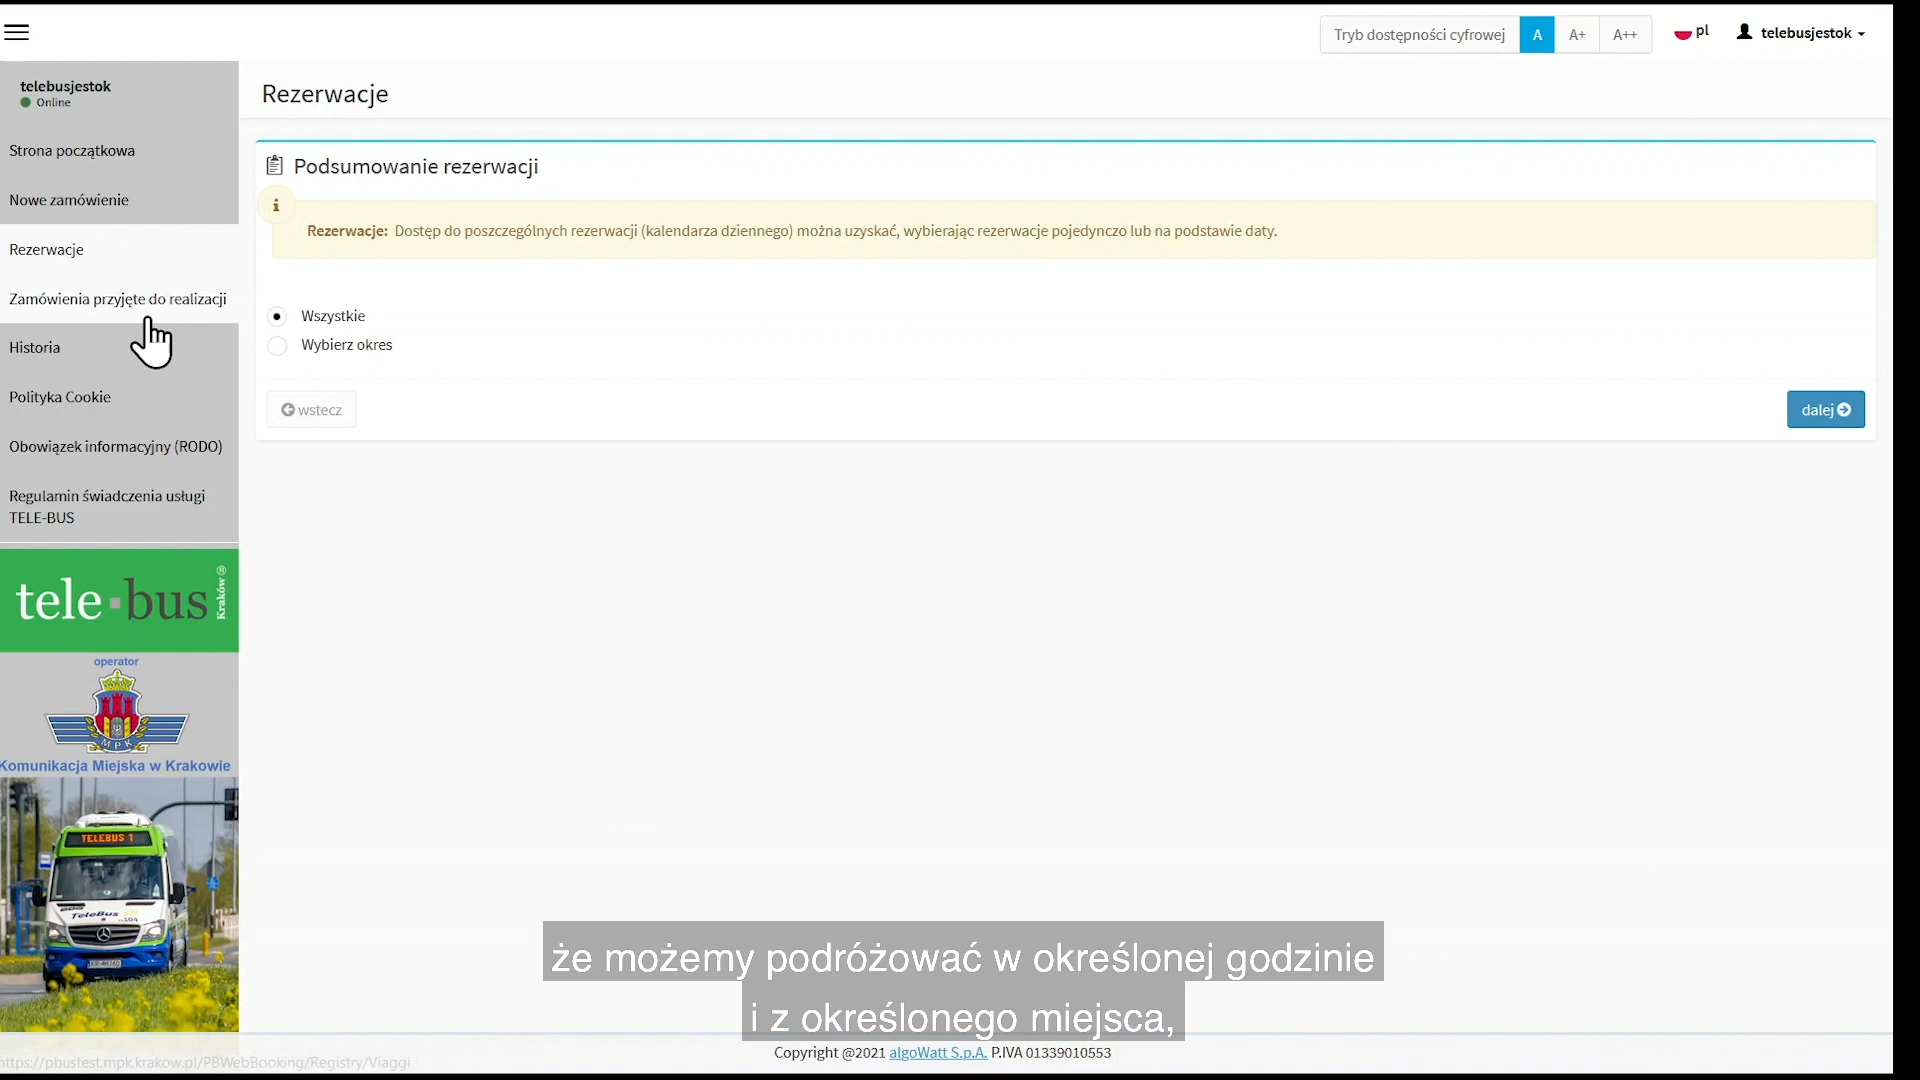 Tryb dostępności cyfrowej A A+ A++ pl telebusjestok
telebusjestok
Online
Strona początkowa
Nowe zamówienie
Rezerwacje
Zamówienia przyjęte do realizacji
Historia
Polityka Cookie
Obowiązek informacyjny (RODO)
Regulamin świadczenia usługi
TELE-BUS
tele bus Kraków®
operator
MPK
Komunikacja Miejska w Krakowie
TELEBUS 1
TeleBus
Rezerwacje
Podsumowanie rezerwacji
i
Rezerwacje: Dostęp do poszczególnych rezerwacji (kalendarza dziennego) można uzyskać, wybierając rezerwacje pojedynczo lub na podstawie daty.
Wszystkie
Wybierz okres
wstecz
dalej
że możemy podróżować w określonej godzinie
i z określonego miejsca,
Copyright @2021 algoWatt S.p.A. P.IVA 01339010553
https://pbustest.mpk.krakow.pl/PBWebBooking/Registry/Viaggi